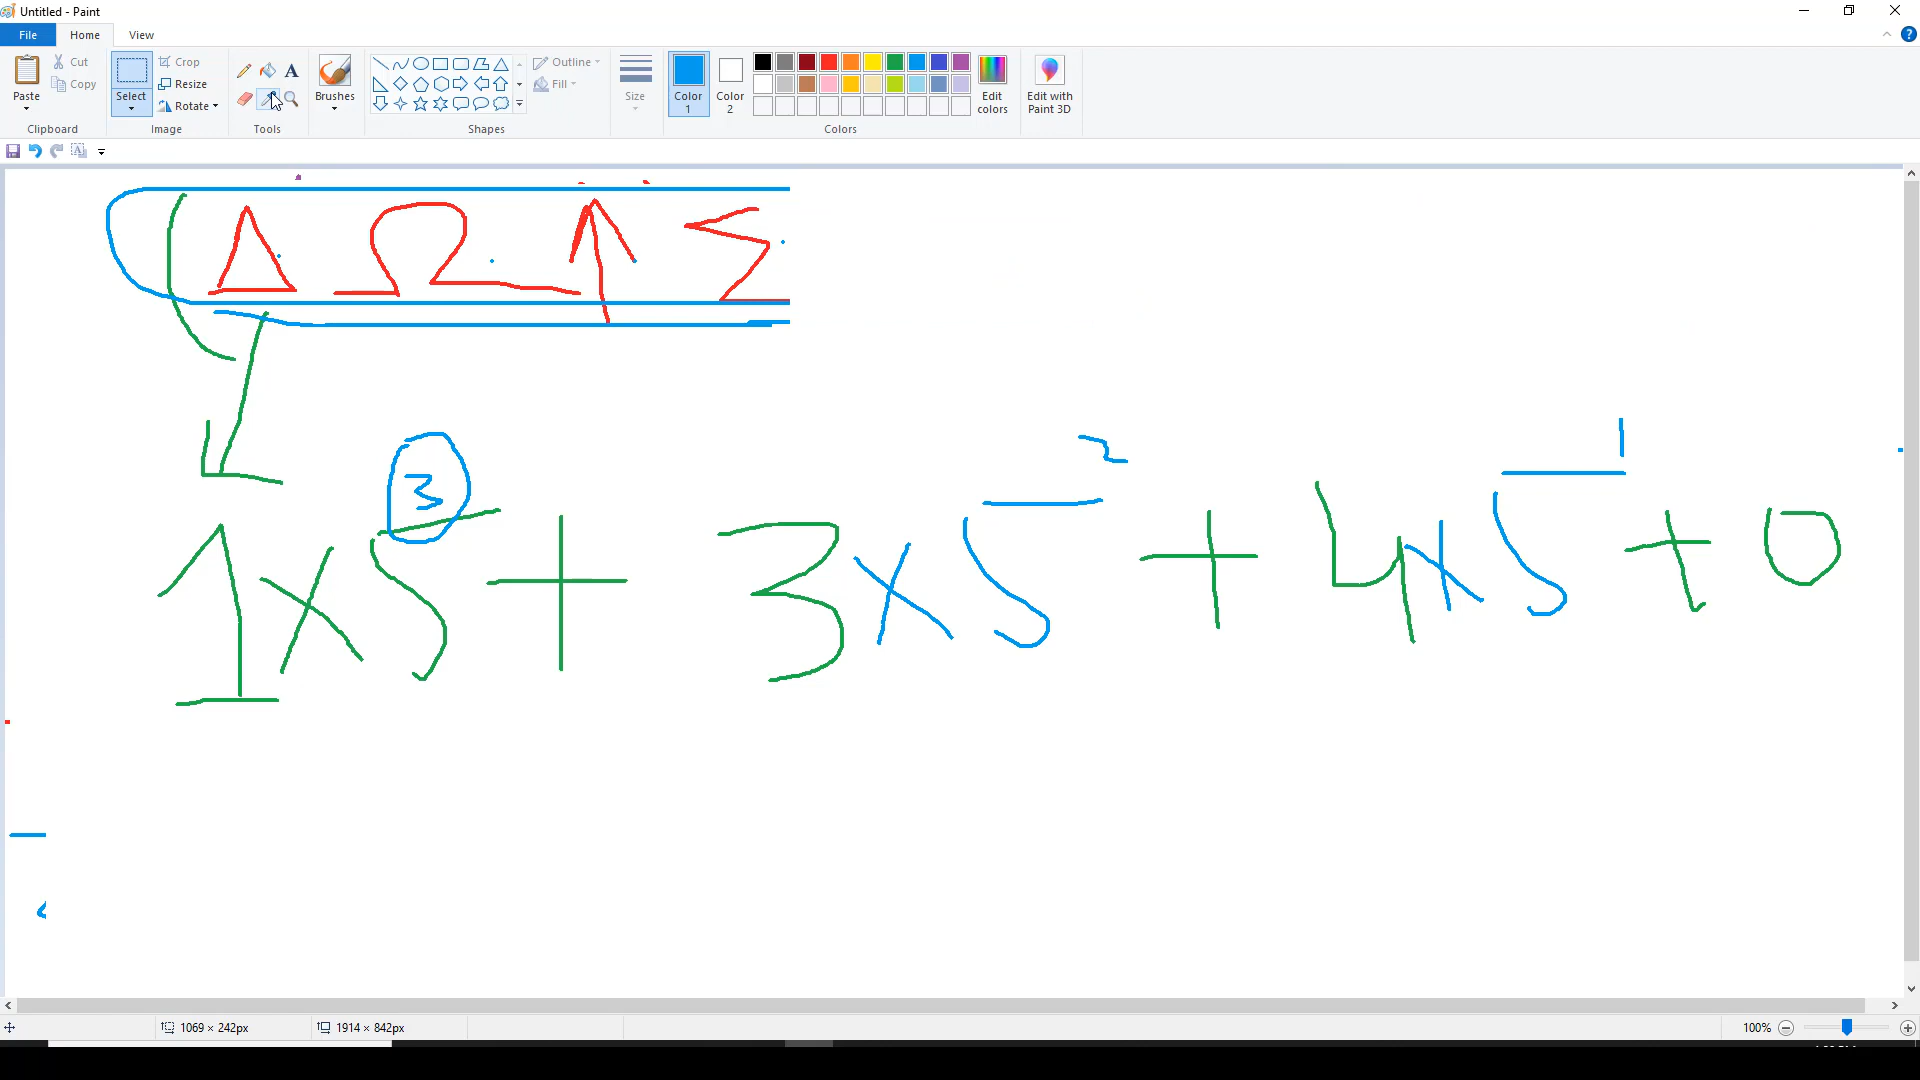 Untitled - Paint
File Home View
Paste Cut Copy Clipboard
Select Crop Resize Rotate Image
Tools
Brushes
Shapes
Outline Fill
Size
Color 1 Color 2
Edit colors
Colors
Edit with Paint 3D
Δ Ω ↑ Σ
1×5³ + 3×5² + 4×5¹ + 0
1069 × 242px 1914 × 842px 100%